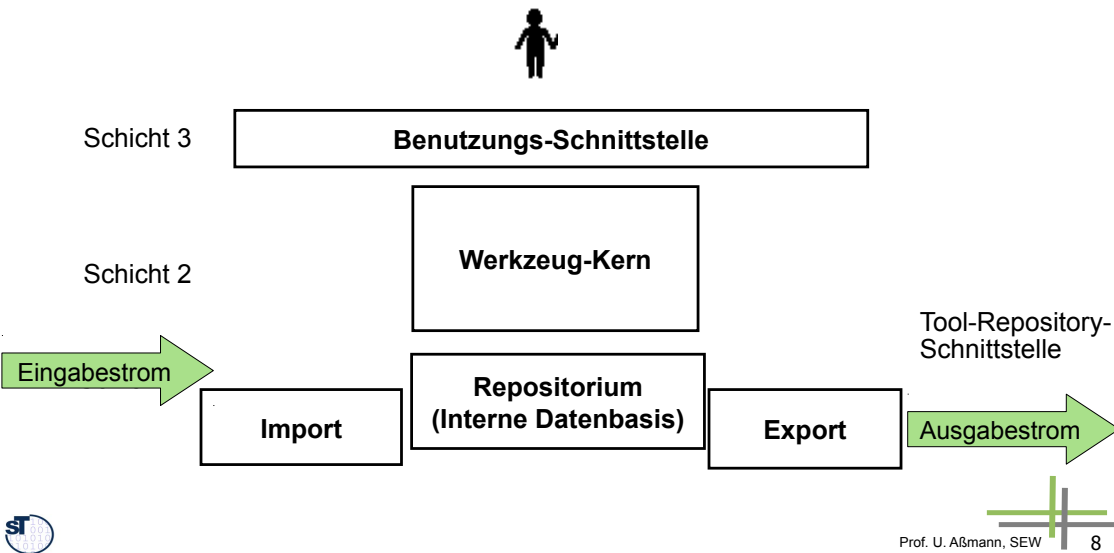 Schicht 3
Benutzungs-Schnittstelle
Werkzeug-Kern
Schicht 2
Tool-Repository-
Schnittstelle
Eingabestrom
Repositorium
(Interne Datenbasis)
Import
Export
Ausgabestrom
ST
Prof. U. Aßmann, SEW
8